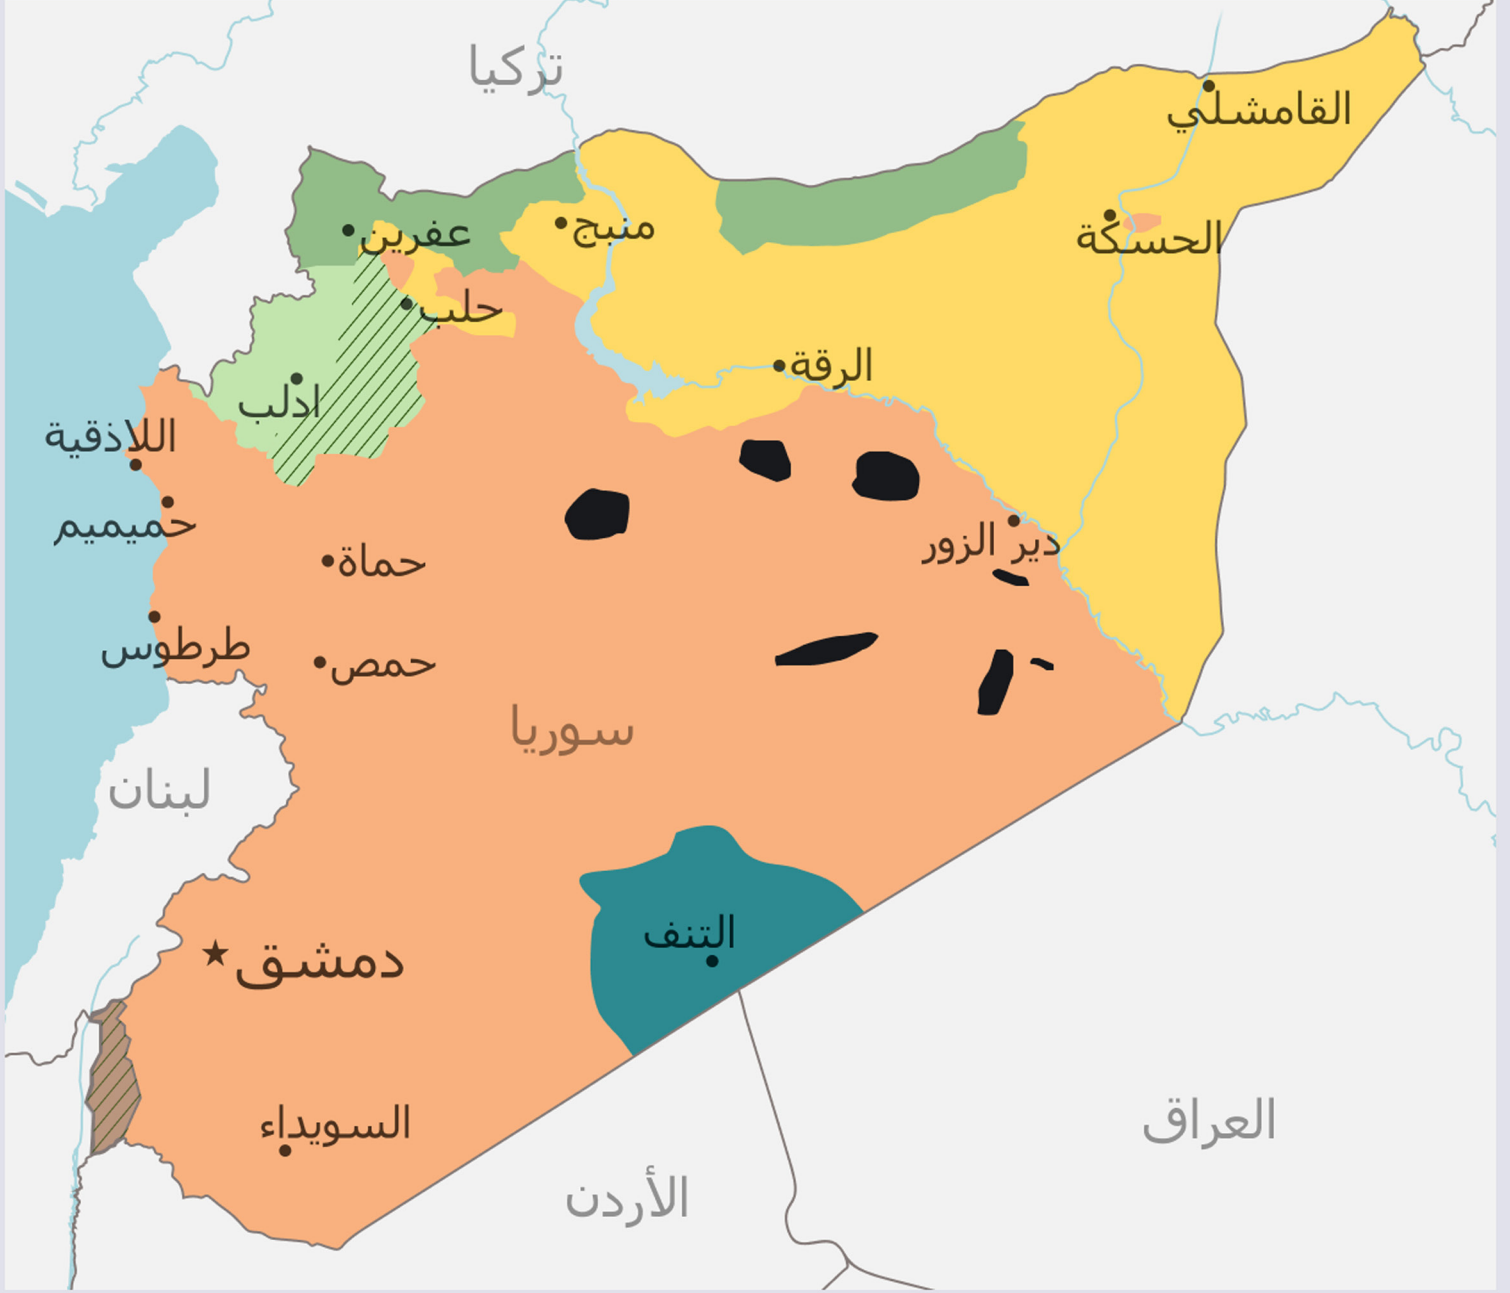 تركيا
القامشلي
عفرين
منبج
الحسكة
حلب
الرقة
ادلب
اللاذقية
حميميم
دير الزور
حماة
طرطوس
حمص
سوريا
لبنان
التنف
دمشق
السويداء
العراق
الأردن